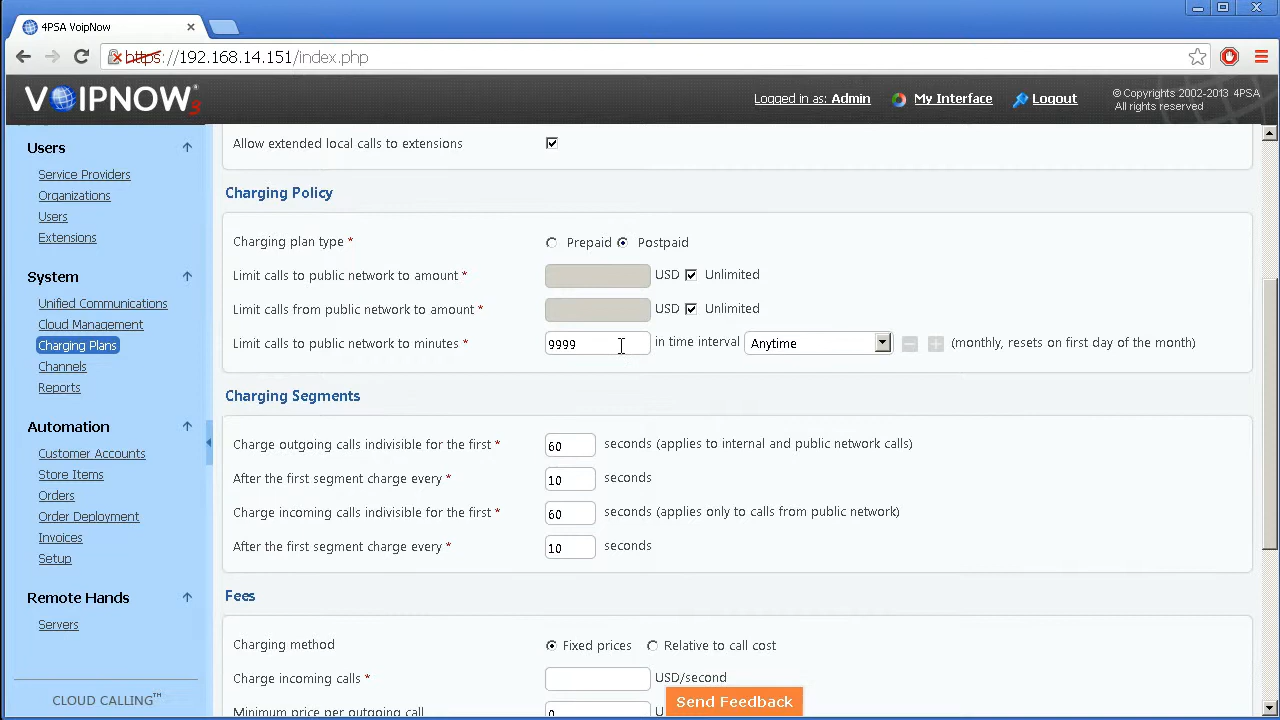 4PSA VoipNow
https://192.168.14.151/index.php
VOIPNOW® 3
Logged in as: Admin
My Interface
Logout
© Copyrights 2002-2013 4PSA
All rights reserved
Users
Service Providers
Organizations
Users
Extensions
System
Unified Communications
Cloud Management
Charging Plans
Channels
Reports
Automation
Customer Accounts
Store Items
Orders
Order Deployment
Invoices
Setup
Remote Hands
Servers
CLOUD CALLING™
Allow extended local calls to extensions
Charging Policy
Charging plan type * Prepaid Postpaid
Limit calls to public network to amount * USD Unlimited
Limit calls from public network to amount * USD Unlimited
Limit calls to public network to minutes * 9999 in time interval Anytime (monthly, resets on first day of the month)
Charging Segments
Charge outgoing calls indivisible for the first * 60 seconds (applies to internal and public network calls)
After the first segment charge every * 10 seconds
Charge incoming calls indivisible for the first * 60 seconds (applies only to calls from public network)
After the first segment charge every * 10 seconds
Fees
Charging method Fixed prices Relative to call cost
Charge incoming calls * USD/second
Minimum price per outgoing call 0
Send Feedback